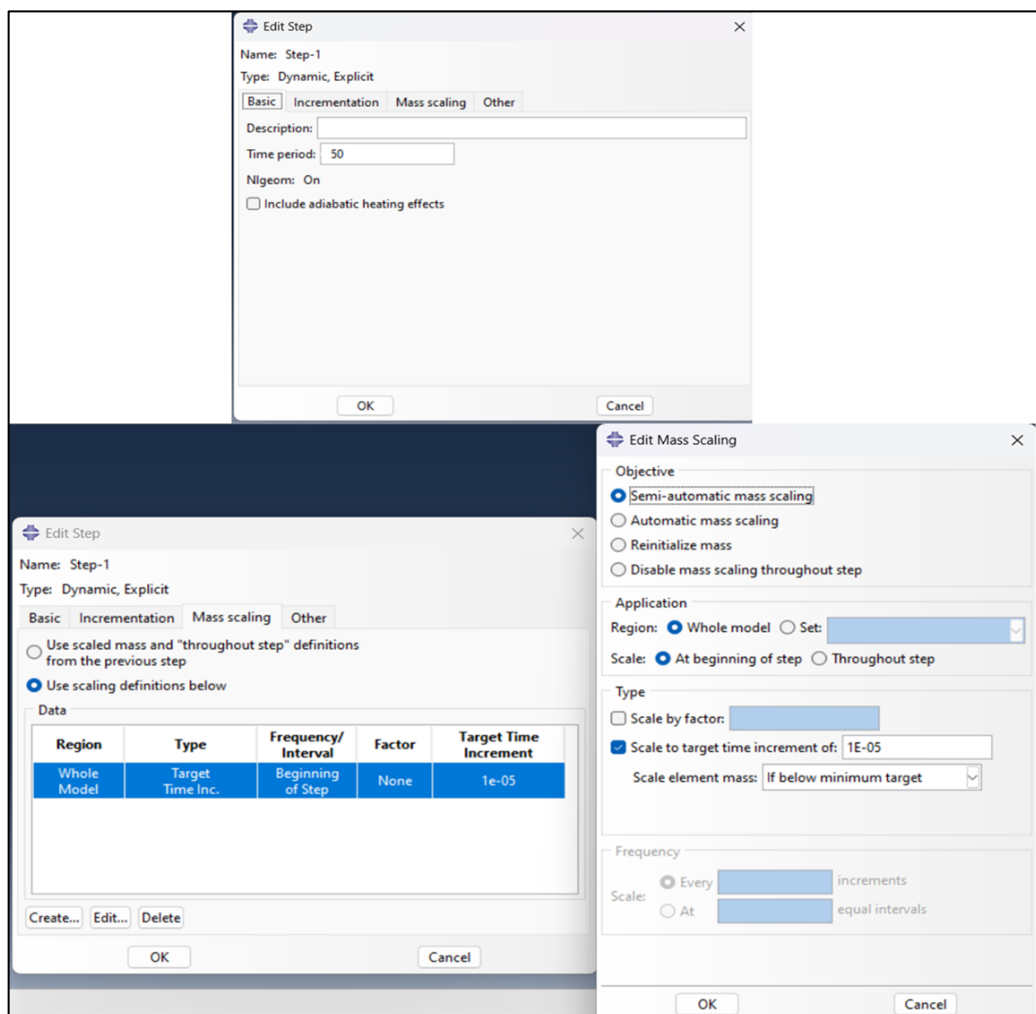 Edit Step
Name: Step-1
Type: Dynamic, Explicit
Basic Incrementation Mass scaling Other
Description:
Time period: 50
Nlgeom: On
Include adiabatic heating effects
OK Cancel
Edit Step
Name: Step-1
Type: Dynamic, Explicit
Basic Incrementation Mass scaling Other
Use scaled mass and "throughout step" definitions
from the previous step
Use scaling definitions below
Data
Region Type Frequency/ Interval Factor Target Time Increment
Whole Model Target Time Inc. Beginning of Step None 1e-05
Create... Edit... Delete
OK Cancel
Edit Mass Scaling
Objective
Semi-automatic mass scaling
Automatic mass scaling
Reinitialize mass
Disable mass scaling throughout step
Application
Region: Whole model Set:
Scale: At beginning of step Throughout step
Type
Scale by factor:
Scale to target time increment of: 1E-05
Scale element mass: If below minimum target
Frequency
Scale: Every increments
At equal intervals
OK Cancel